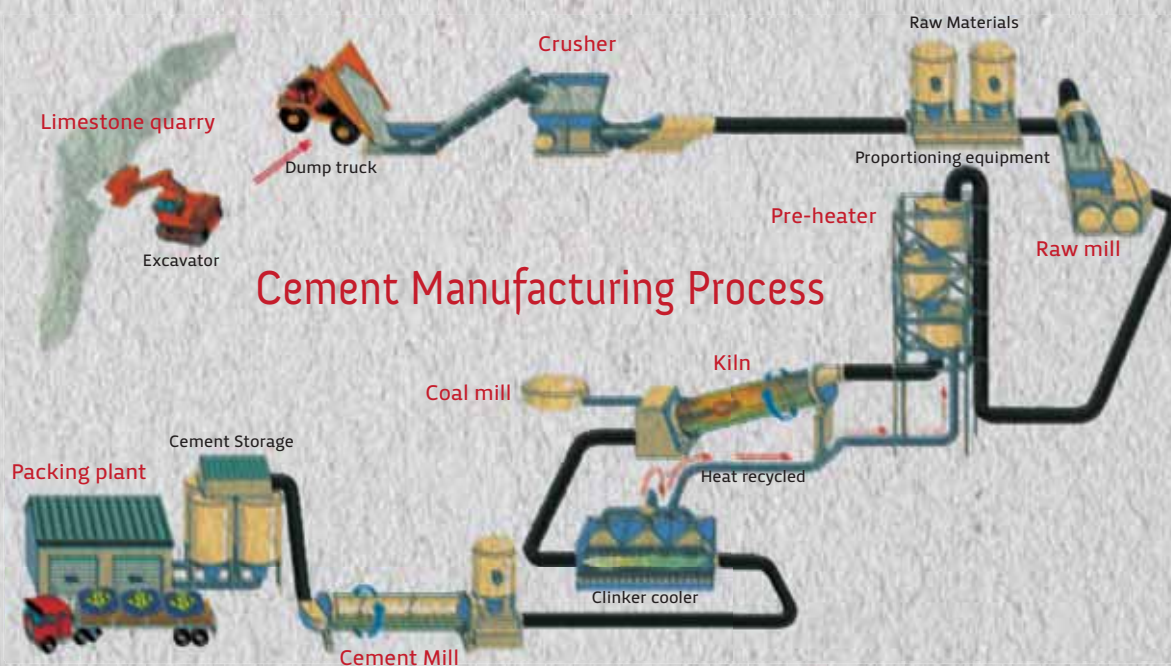 Raw Materials
Crusher
Limestone quarry
Dump truck
Proportioning equipment
Pre-heater
Raw mill
Excavator
Cement Manufacturing Process
Kiln
Coal mill
Cement Storage
Packing plant
Heat recycled
Clinker cooler
Cement Mill